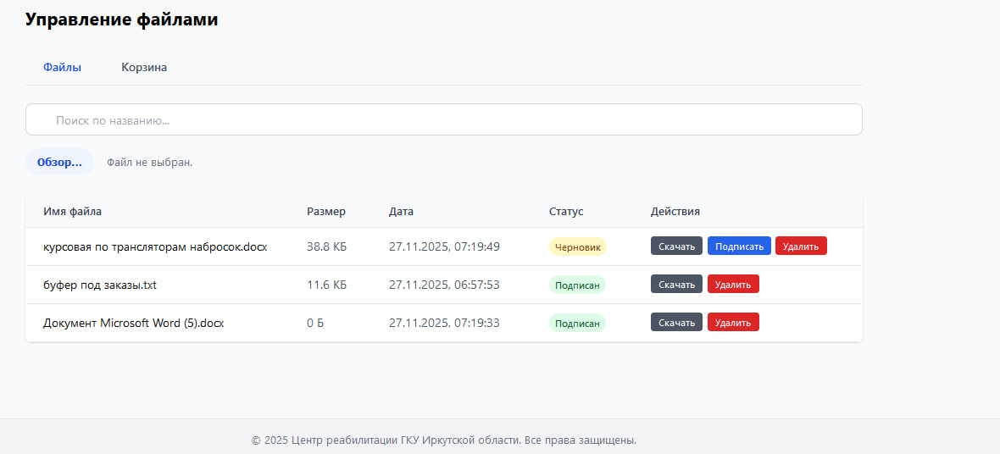 Управление файлами
Файлы Корзина
Поиск по названию...
Обзор... Файл не выбран.
Имя файла Размер Дата Статус Действия
курсовая по трансляторам набросок.docx 38.8 КБ 27.11.2025, 07:19:49 Черновик Скачать Подписать Удалить
буфер под заказы.txt 11.6 КБ 27.11.2025, 06:57:53 Подписан Скачать Удалить
Документ Microsoft Word (5).docx 0 Б 27.11.2025, 07:19:33 Подписан Скачать Удалить
© 2025 Центр реабилитации ГКУ Иркутской области. Все права защищены.